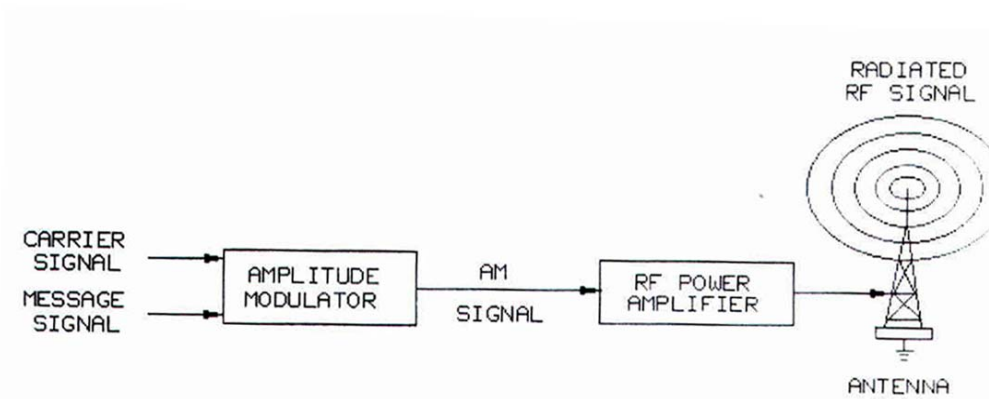 RADIATED
RF SIGNAL
CARRIER
SIGNAL
MESSAGE
SIGNAL
AMPLITUDE
MODULATOR
AM
SIGNAL
RF POWER
AMPLIFIER
ANTENNA